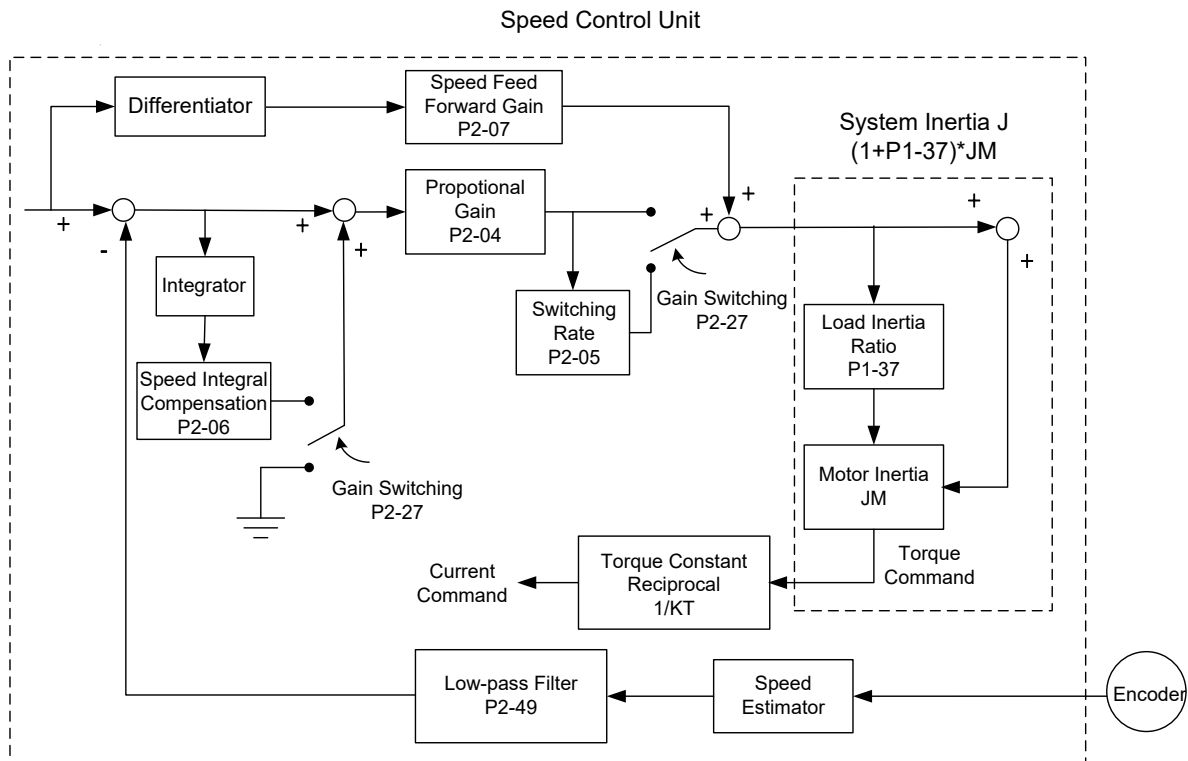 Speed Control Unit
Differentiator
Speed Feed
Forward Gain
P2-07
System Inertia J
(1+P1-37)*JM
+
-
+
+
Propotional
Gain
P2-04
+
+
+
+
Integrator
Switching
Rate
P2-05
Gain Switching
P2-27
Load Inertia
Ratio
P1-37
Speed Integral
Compensation
P2-06
Gain Switching
P2-27
Motor Inertia
JM
Torque
Command
Torque Constant
Reciprocal
1/KT
Current
Command
Low-pass Filter
P2-49
Speed
Estimator
Encoder